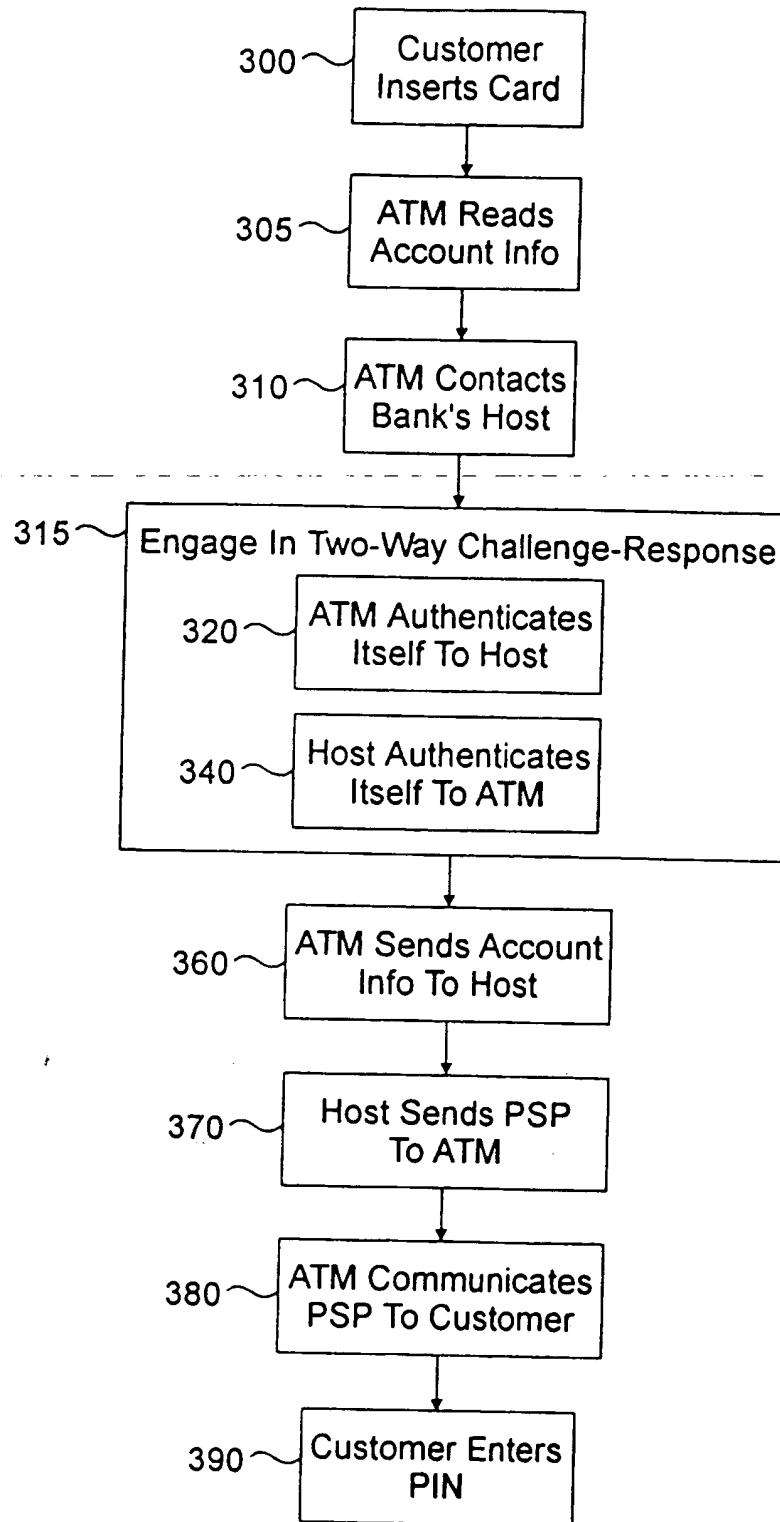 300
Customer
Inserts Card
305
ATM Reads
Account Info
310
ATM Contacts
Bank's Host
315
Engage In Two-Way Challenge-Response
320
ATM Authenticates
Itself To Host
340
Host Authenticates
Itself To ATM
360
ATM Sends Account
Info To Host
370
Host Sends PSP
To ATM
380
ATM Communicates
PSP To Customer
390
Customer Enters
PIN